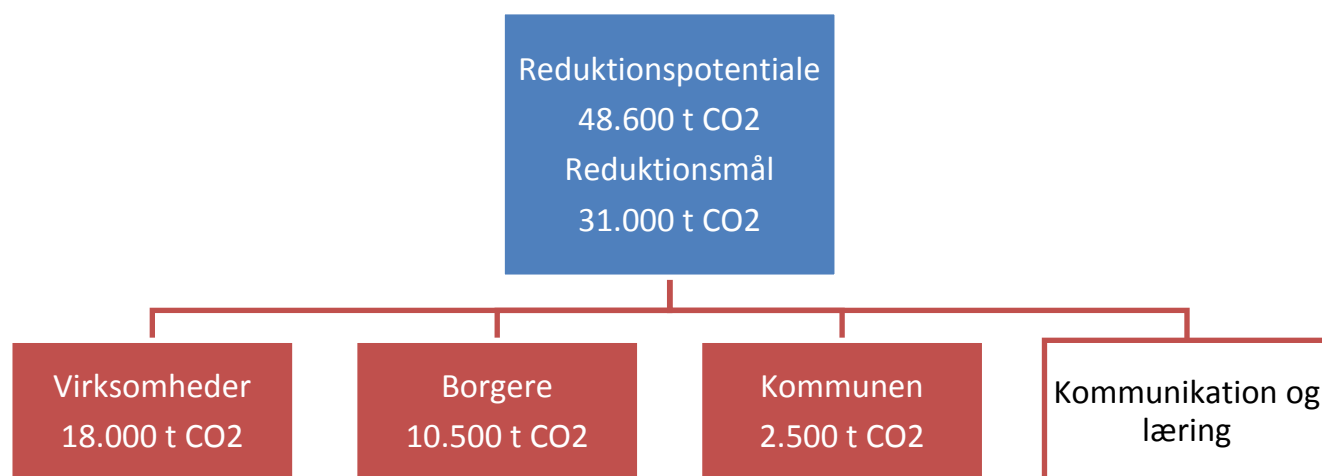 Reduktionspotentiale
48.600 t CO2
Reduktionsmål
31.000 t CO2
Virksomheder
18.000 t CO2
Borgere
10.500 t CO2
Kommunen
2.500 t CO2
Kommunikation og
læring